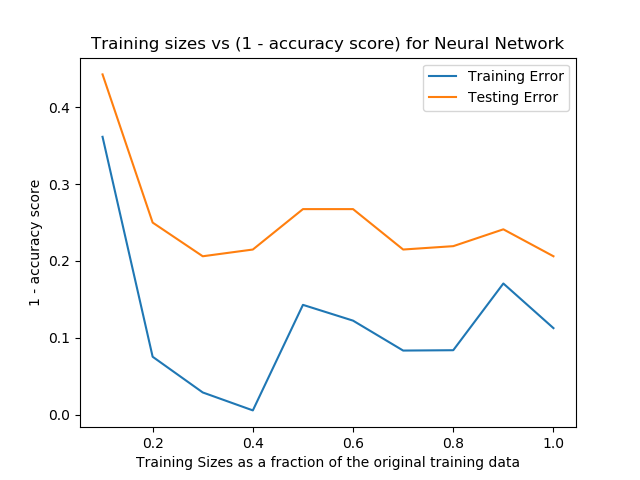 Training sizes vs (1 - accuracy score) for Neural Network
Training Error
Testing Error
1 - accuracy score
0.4
0.3
0.2
0.1
0.0
0.2
0.4
0.6
0.8
1.0
Training Sizes as a fraction of the original training data